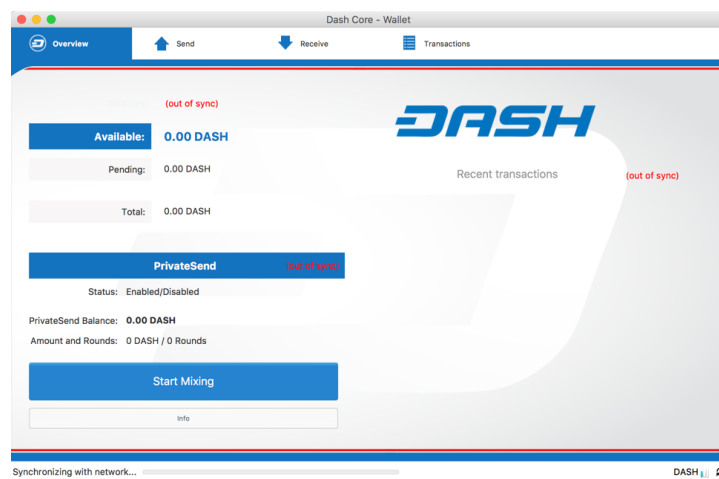 Dash Core - Wallet
Overview
Send
Receive
Transactions
(out of sync)
DASH
Available: 0.00 DASH
Pending: 0.00 DASH
Recent transactions (out of sync)
Total: 0.00 DASH
PrivateSend (out of sync)
Status: Enabled/Disabled
PrivateSend Balance: 0.00 DASH
Amount and Rounds: 0 DASH / 0 Rounds
Start Mixing
Info
Synchronizing with network...
DASH